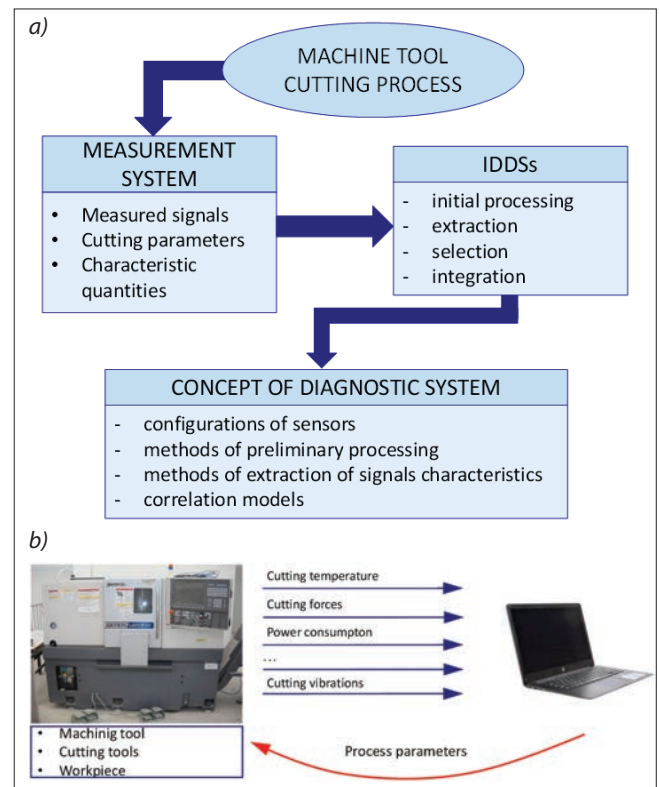 a)
MACHINE TOOL
CUTTING PROCESS
MEASUREMENT
SYSTEM
• Measured signals
• Cutting parameters
• Characteristic
quantities
IDDSs
- initial processing
- extraction
- selection
- integration
CONCEPT OF DIAGNOSTIC SYSTEM
- configurations of sensors
- methods of preliminary processing
- methods of extraction of signals characteristics
- correlation models
b)
Cutting temperature
Cutting forces
Power consumpton
...
Cutting vibrations
• Machinig tool
• Cutting tools
• Workpiece
Process parameters